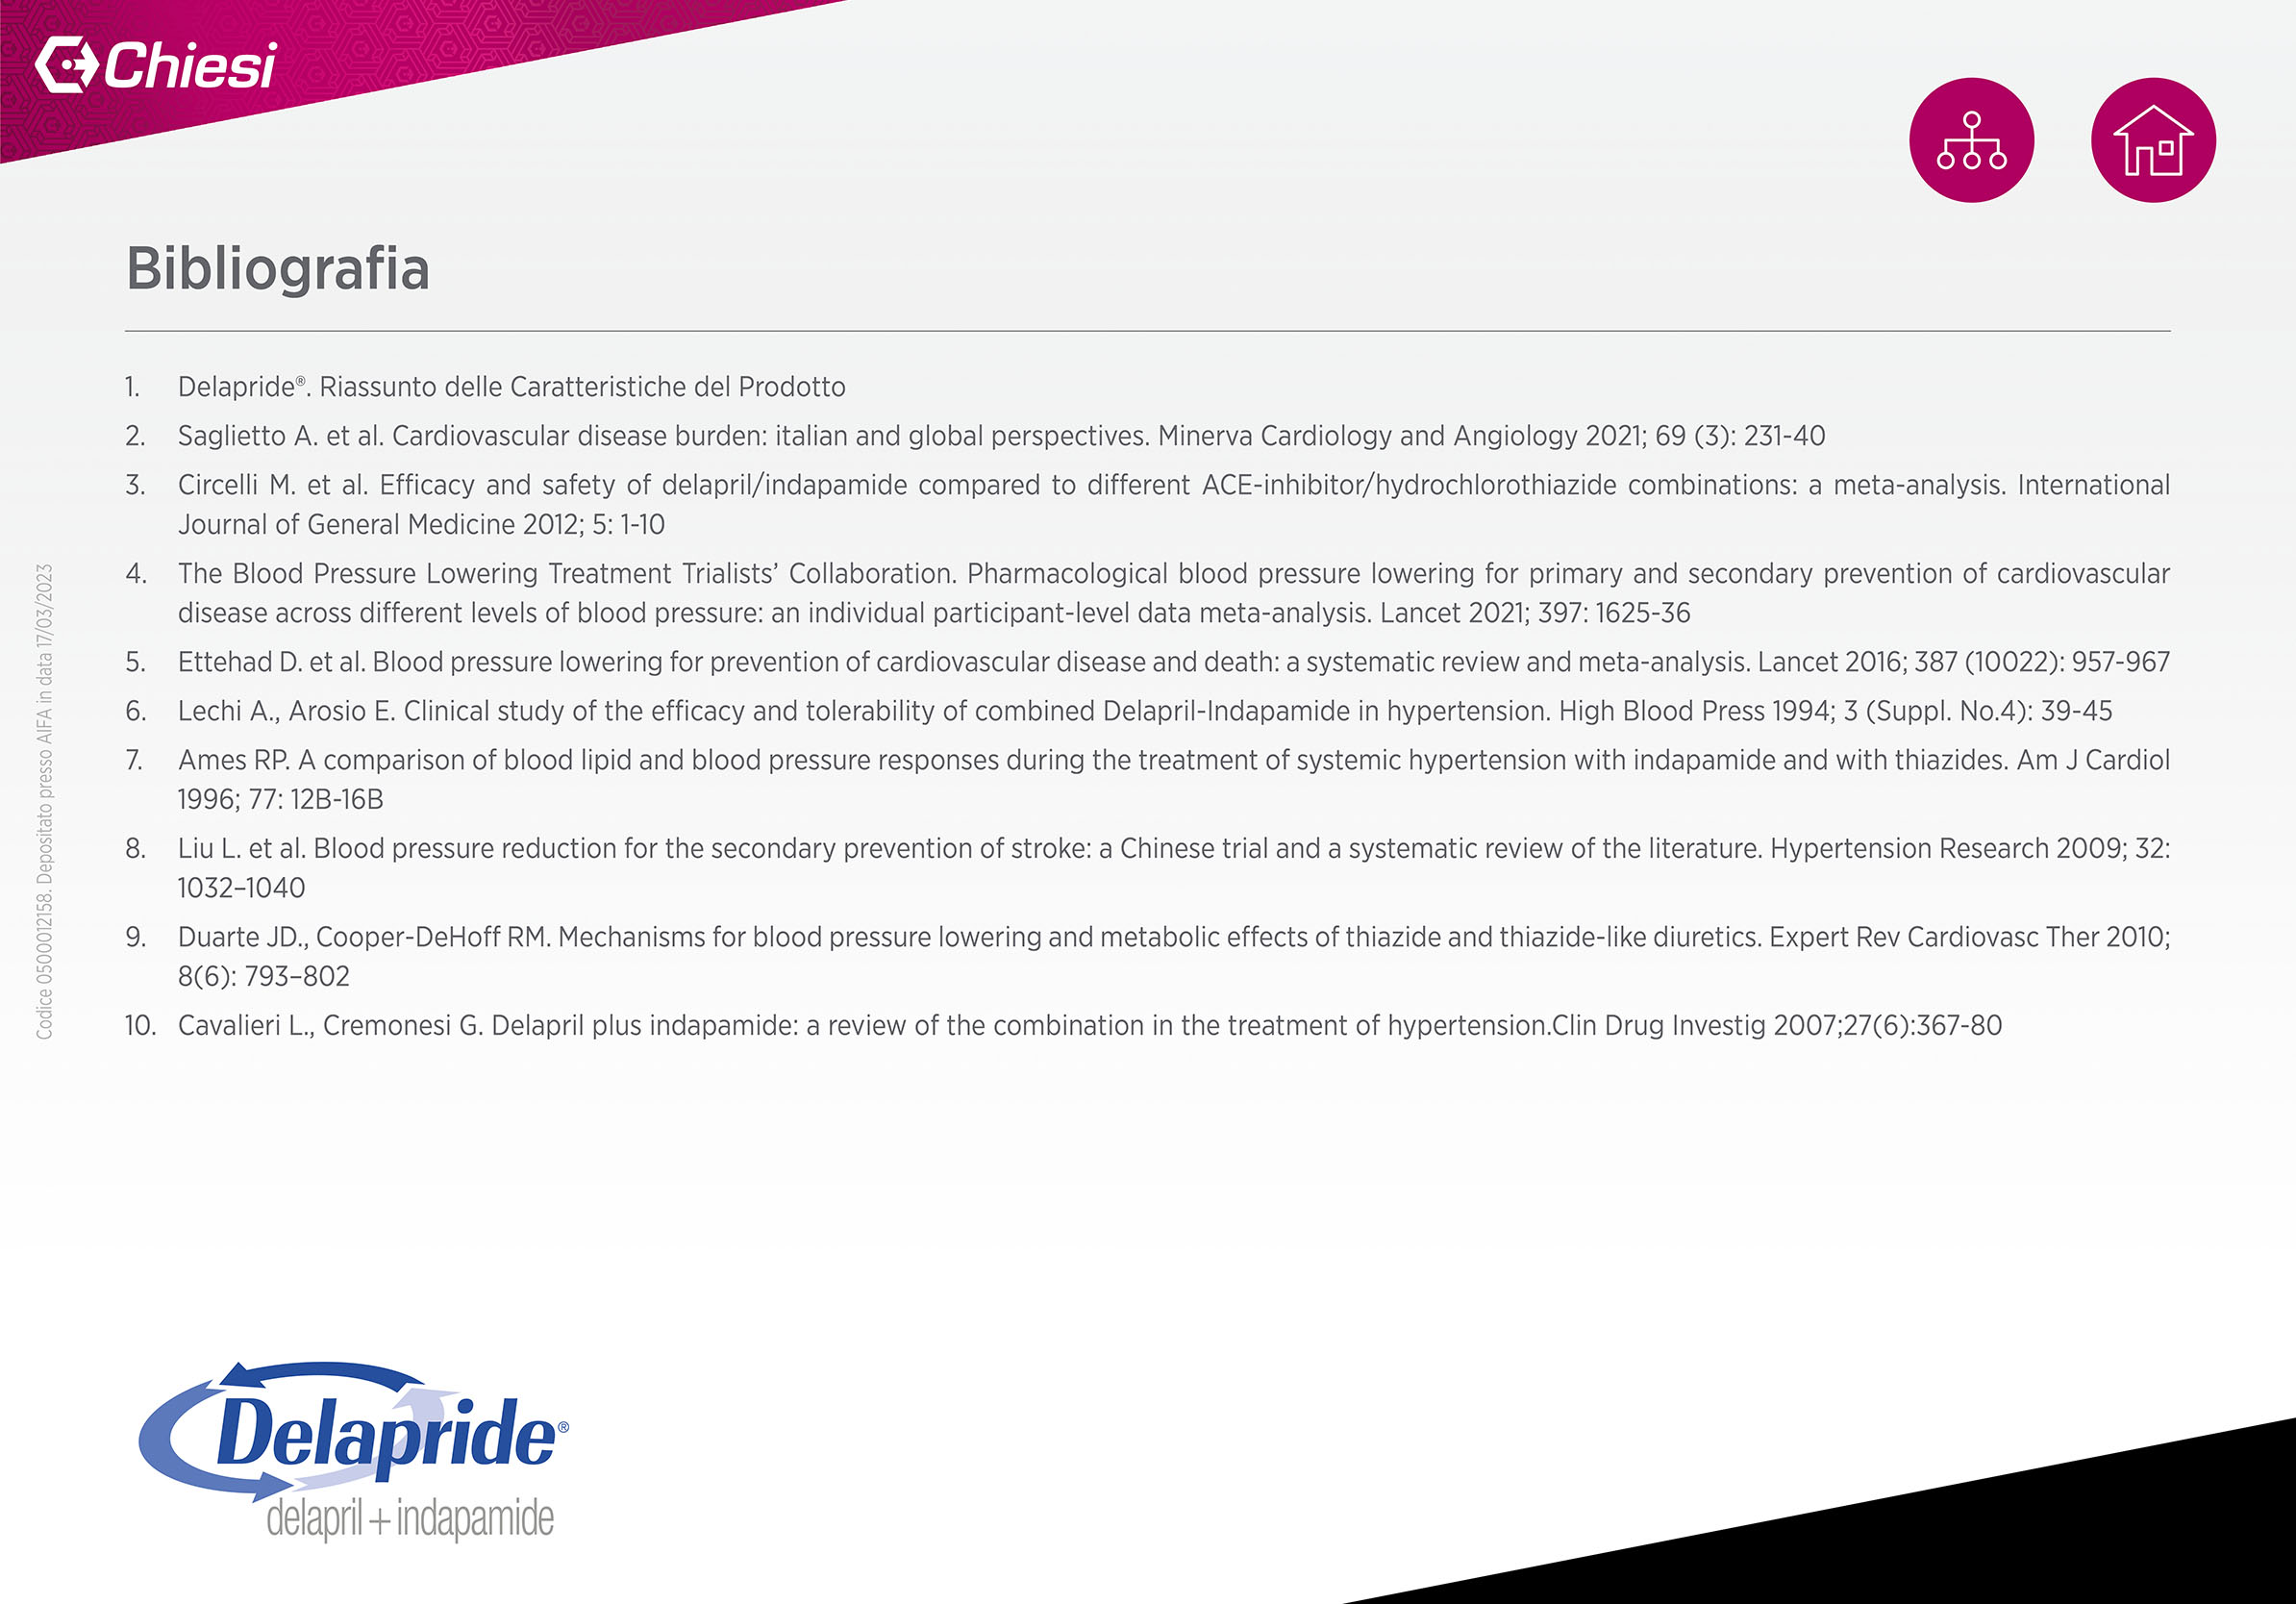 Chiesi
Bibliografia
1. Delapride®. Riassunto delle Caratteristiche del Prodotto
2. Saglietto A. et al. Cardiovascular disease burden: italian and global perspectives. Minerva Cardiology and Angiology 2021; 69 (3): 231-40
3. Circelli M. et al. Efficacy and safety of delapril/indapamide compared to different ACE-inhibitor/hydrochlorothiazide combinations: a meta-analysis. International
Journal of General Medicine 2012; 5: 1-10
4. The Blood Pressure Lowering Treatment Trialists’ Collaboration. Pharmacological blood pressure lowering for primary and secondary prevention of cardiovascular
disease across different levels of blood pressure: an individual participant-level data meta-analysis. Lancet 2021; 397: 1625-36
5. Ettehad D. et al. Blood pressure lowering for prevention of cardiovascular disease and death: a systematic review and meta-analysis. Lancet 2016; 387 (10022): 957-967
6. Lechi A., Arosio E. Clinical study of the efficacy and tolerability of combined Delapril-Indapamide in hypertension. High Blood Press 1994; 3 (Suppl. No.4): 39-45
7. Ames RP. A comparison of blood lipid and blood pressure responses during the treatment of systemic hypertension with indapamide and with thiazides. Am J Cardiol
1996; 77: 12B-16B
8. Liu L. et al. Blood pressure reduction for the secondary prevention of stroke: a Chinese trial and a systematic review of the literature. Hypertension Research 2009; 32:
1032–1040
9. Duarte JD., Cooper-DeHoff RM. Mechanisms for blood pressure lowering and metabolic effects of thiazide and thiazide-like diuretics. Expert Rev Cardiovasc Ther 2010;
8(6): 793–802
10. Cavalieri L., Cremonesi G. Delapril plus indapamide: a review of the combination in the treatment of hypertension.Clin Drug Investig 2007;27(6):367-80
Codice 0500012158. Depositato presso AIFA in data 17/03/2023
Delapride®
delapril + indapamide